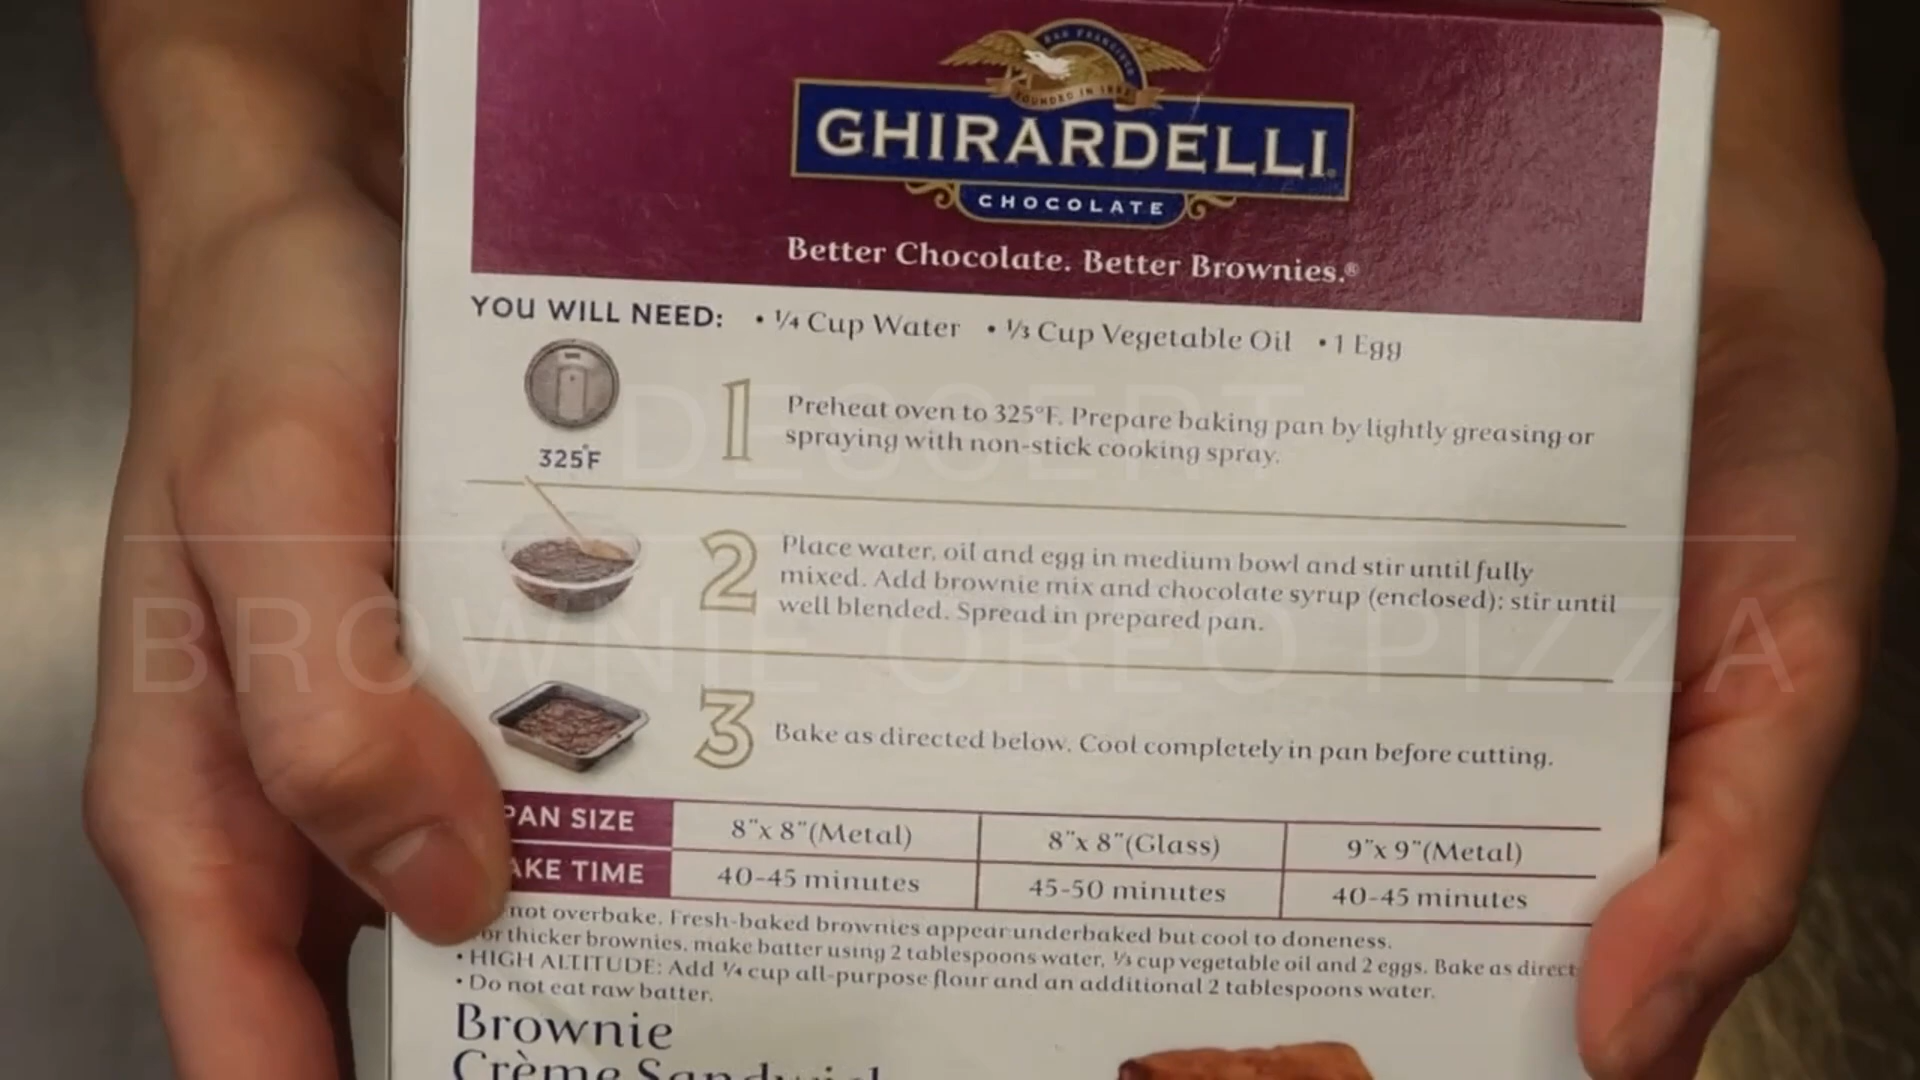 SAN FRANCISCO
FOUNDED IN 1852
GHIRARDELLI
CHOCOLATE
Better Chocolate. Better Brownies.®
YOU WILL NEED: • ¼ Cup Water • ⅓ Cup Vegetable Oil • 1 Egg
325°F
1 Preheat oven to 325°F. Prepare baking pan by lightly greasing or
spraying with non-stick cooking spray.
DESSERT
2 Place water, oil and egg in medium bowl and stir until fully
mixed. Add brownie mix and chocolate syrup (enclosed); stir until
well blended. Spread in prepared pan.
BROWNIE OREO PIZZA
3 Bake as directed below. Cool completely in pan before cutting.
PAN SIZE 8"x 8"(Metal) 8"x 8"(Glass) 9"x 9"(Metal)
AKE TIME 40-45 minutes 45-50 minutes 40-45 minutes
not overbake. Fresh-baked brownies appear underbaked but cool to doneness.
or thicker brownies, make batter using 2 tablespoons water, ⅓ cup vegetable oil and 2 eggs. Bake as direct
• HIGH ALTITUDE: Add ¼ cup all-purpose flour and an additional 2 tablespoons water.
• Do not eat raw batter.
Brownie
Crème Sandwich